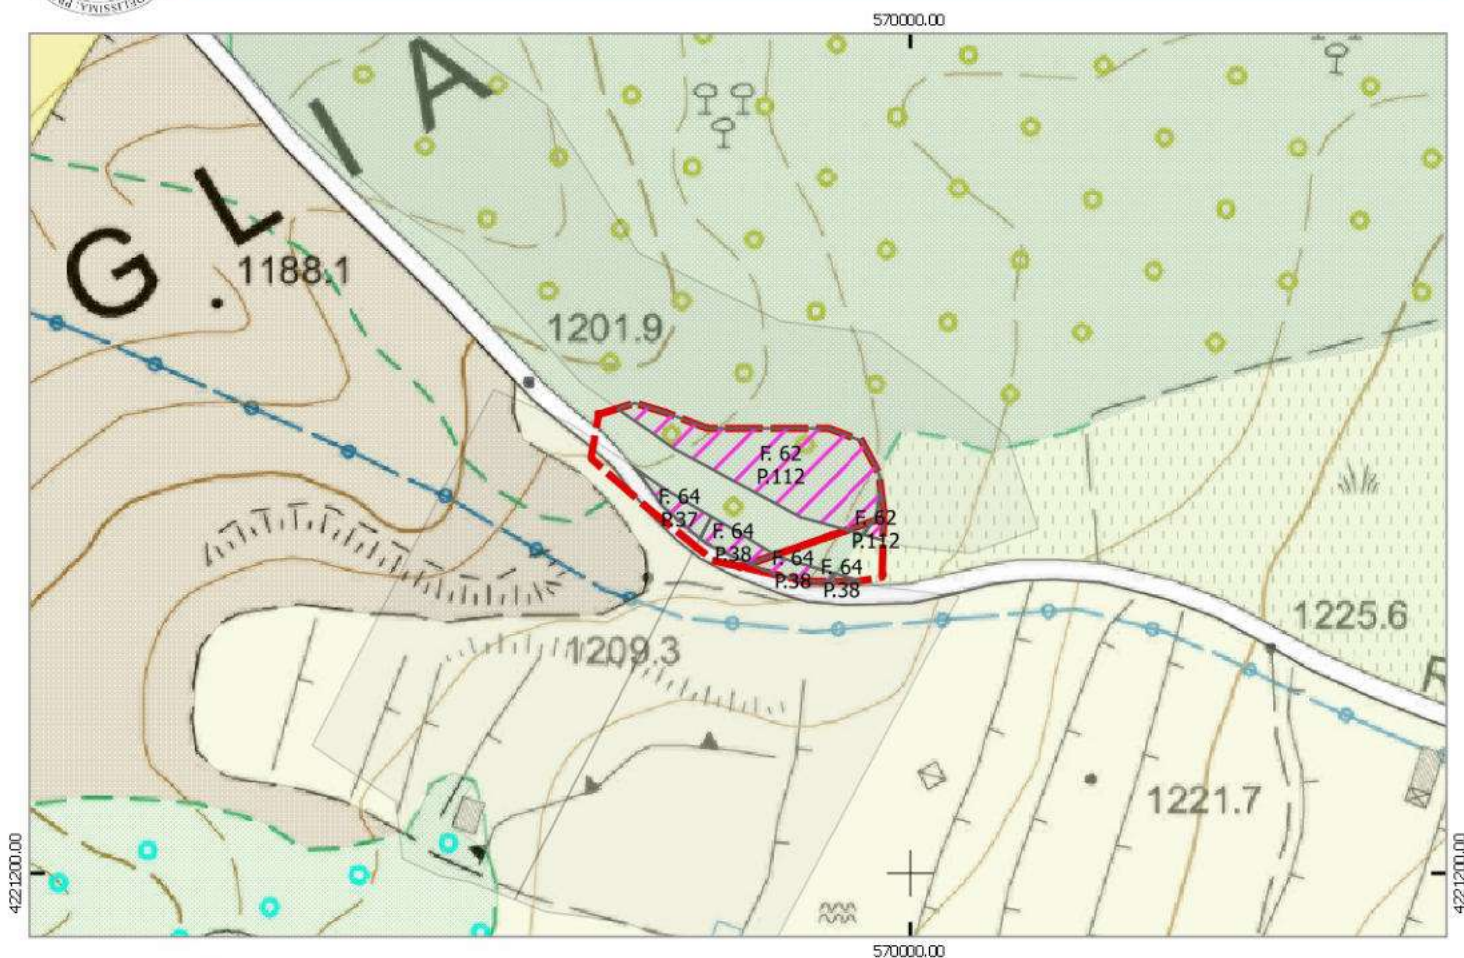 570000.00
I A
G L
1188.1
1201.9
F. 62
P.112
F. 64
P.37
F. 64
P.38
F. 62
P.112
F. 64
P.38
F. 64
P.38
1209.3
1225.6
R
1221.7
4221200.00
4221200.00
570000.00